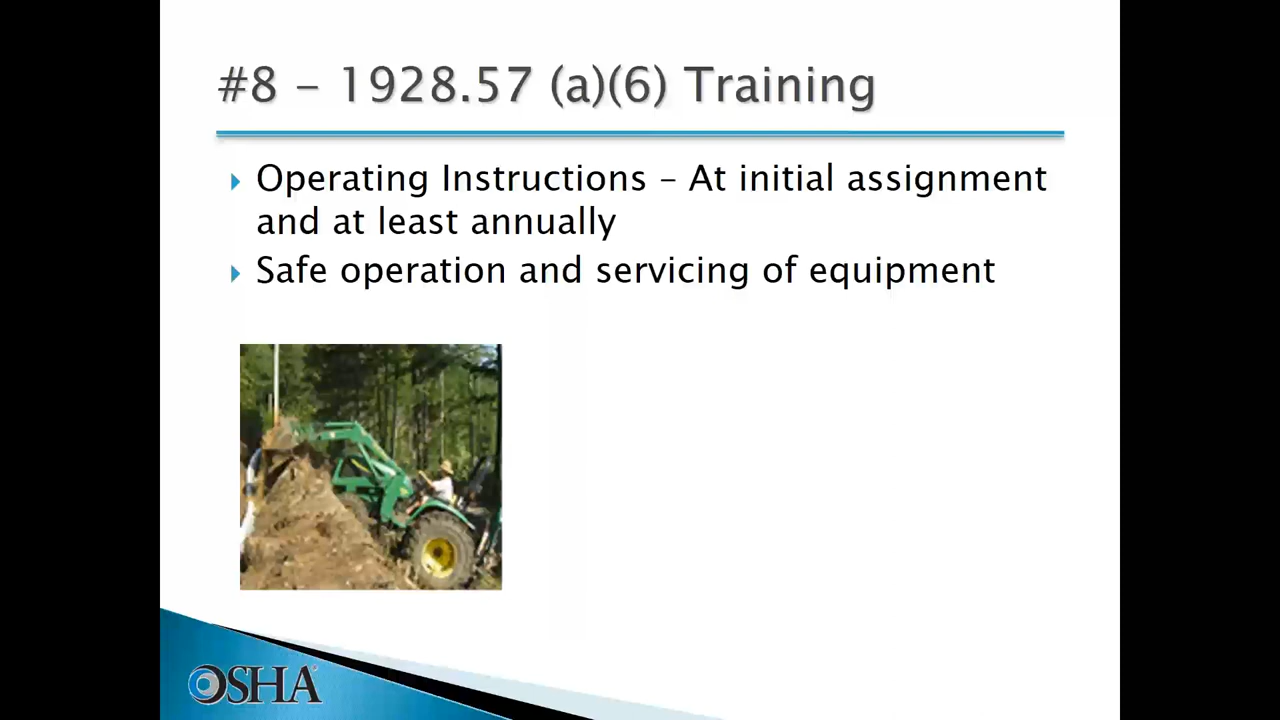 #8 – 1928.57 (a)(6) Training
Operating Instructions – At initial assignment
and at least annually
Safe operation and servicing of equipment
OSHA®